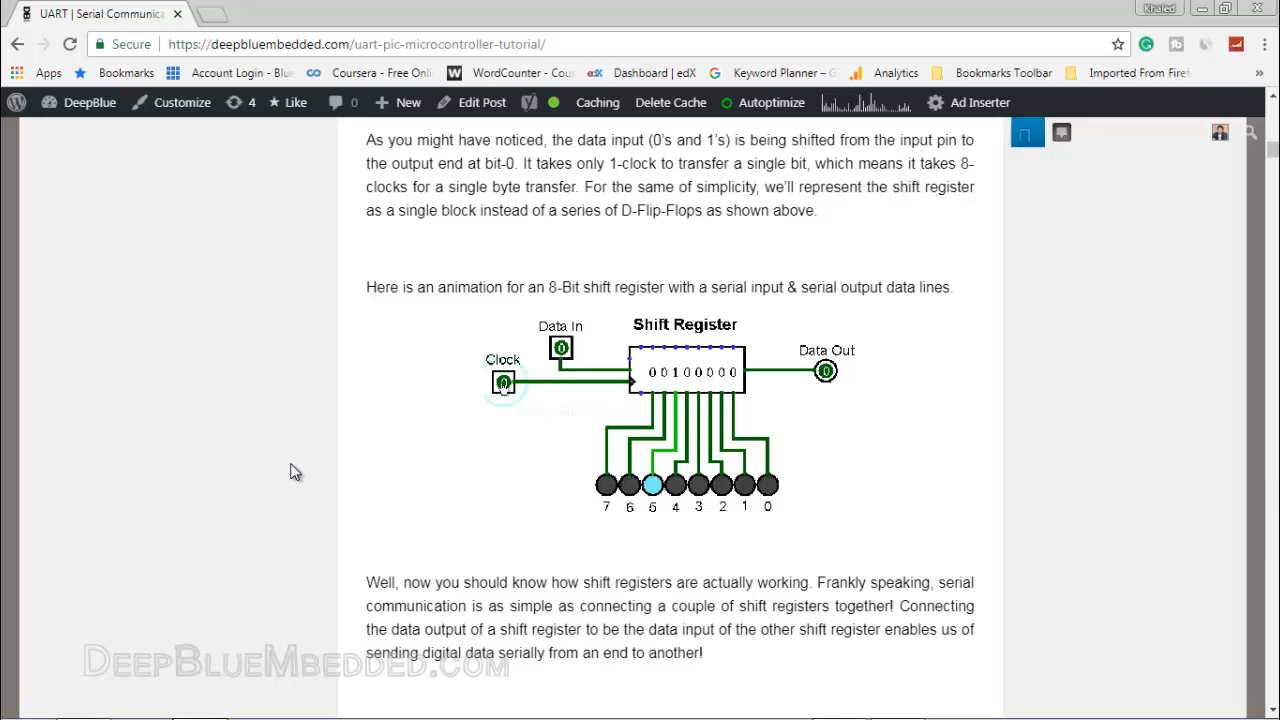 UART | Serial Communica
Khaled
Secure
https://deepbluembedded.com/uart-pic-microcontroller-tutorial/
Apps
Bookmarks
Account Login - Blue
Coursera - Free Onli
WordCounter - Cou
Dashboard | edX
Keyword Planner – G
Analytics
Bookmarks Toolbar
Imported From Firef
»
DeepBlue
Customize
4
Like
0
New
Edit Post
Caching
Delete Cache
Autoptimize
Ad Inserter
As you might have noticed, the data input (0's and 1's) is being shifted from the input pin to
the output end at bit-0. It takes only 1-clock to transfer a single bit, which means it takes 8-
clocks for a single byte transfer. For the same of simplicity, we'll represent the shift register
as a single block instead of a series of D-Flip-Flops as shown above.
Here is an animation for an 8-Bit shift register with a serial input & serial output data lines.
Data In
Shift Register
0
Data Out
Clock
0 0 1 0 0 0 0 0
0
7 6 5 4 3 2 1 0
Well, now you should know how shift registers are actually working. Frankly speaking, serial
communication is as simple as connecting a couple of shift registers together! Connecting
the data output of a shift register to be the data input of the other shift register enables us of
sending digital data serially from an end to another!
DeepBlueMbedded.com